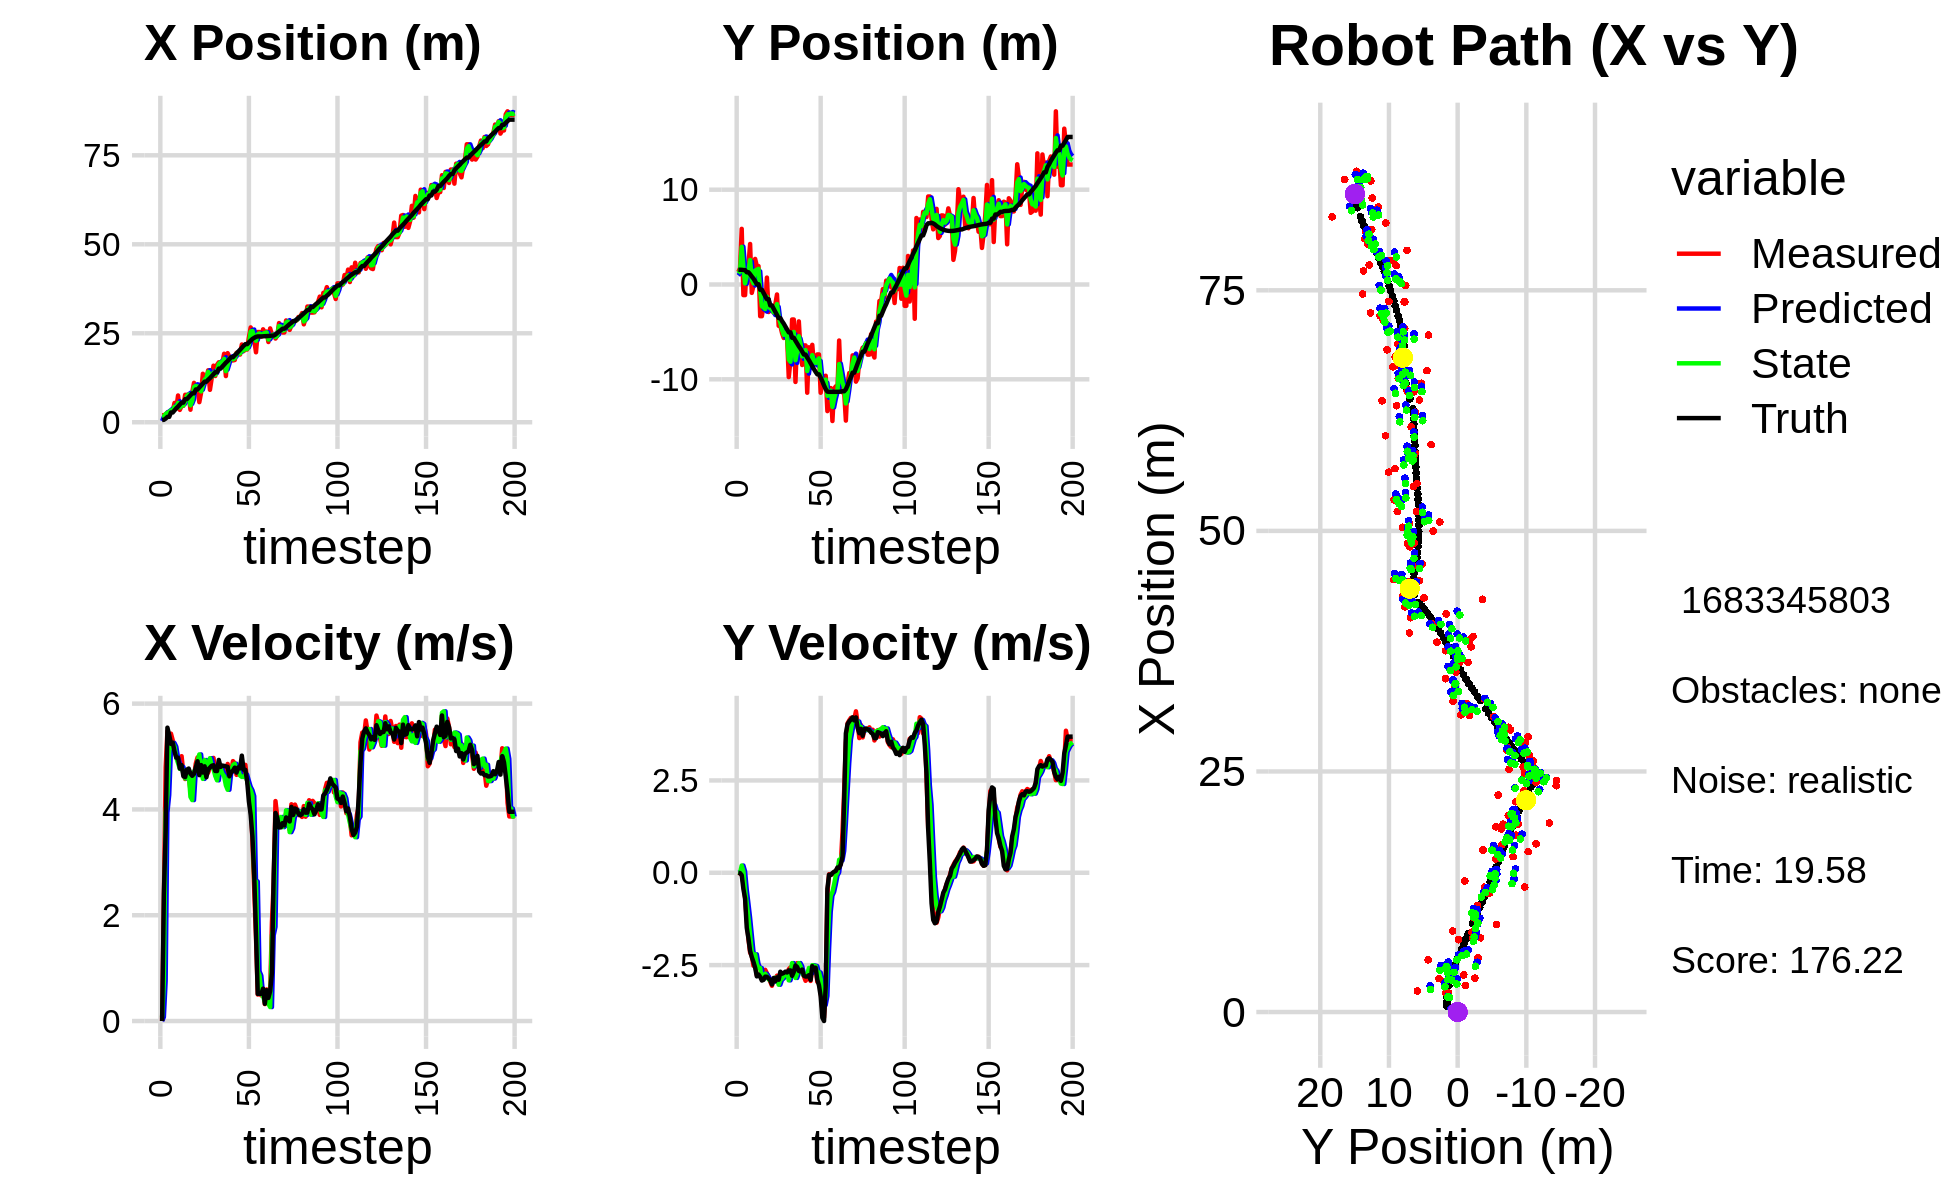 X Position (m)
75
50
25
0
0 50 100 150 200
timestep
Y Position (m)
10
0
-10
0 50 100 150 200
timestep
X Velocity (m/s)
6
4
2
0
0 50 100 150 200
timestep
Y Velocity (m/s)
2.5
0.0
-2.5
0 50 100 150 200
timestep
Robot Path (X vs Y)
X Position (m)
75
50
25
0
20 10 0 -10 -20
Y Position (m)
variable
Measured
Predicted
State
Truth
1683345803
Obstacles: none
Noise: realistic
Time: 19.58
Score: 176.22